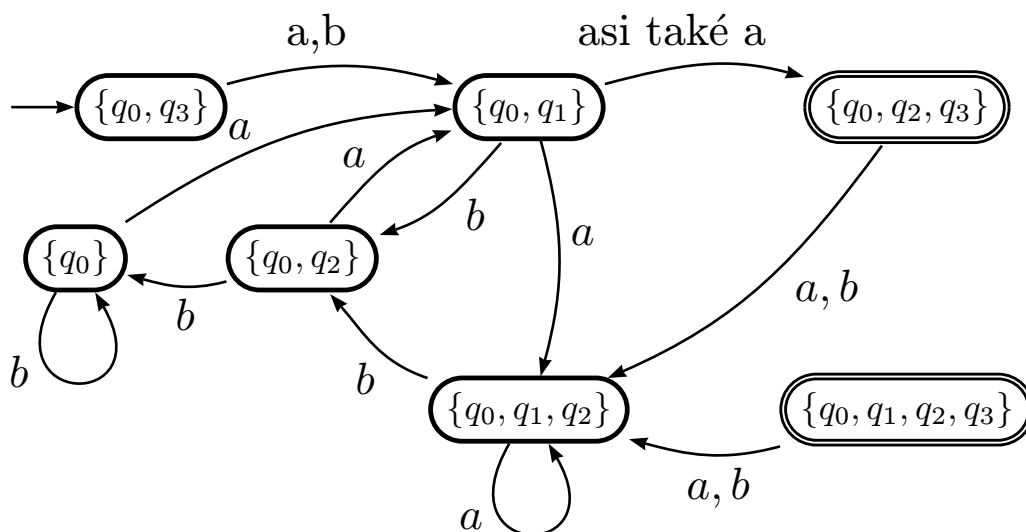 a,b
asi také a
{q₀, q₃}
{q₀, q₁}
{q₀, q₂, q₃}
a
a
b
a
{q₀}
{q₀, q₂}
b
a, b
b
b
{q₀, q₁, q₂}
{q₀, q₁, q₂, q₃}
a, b
a